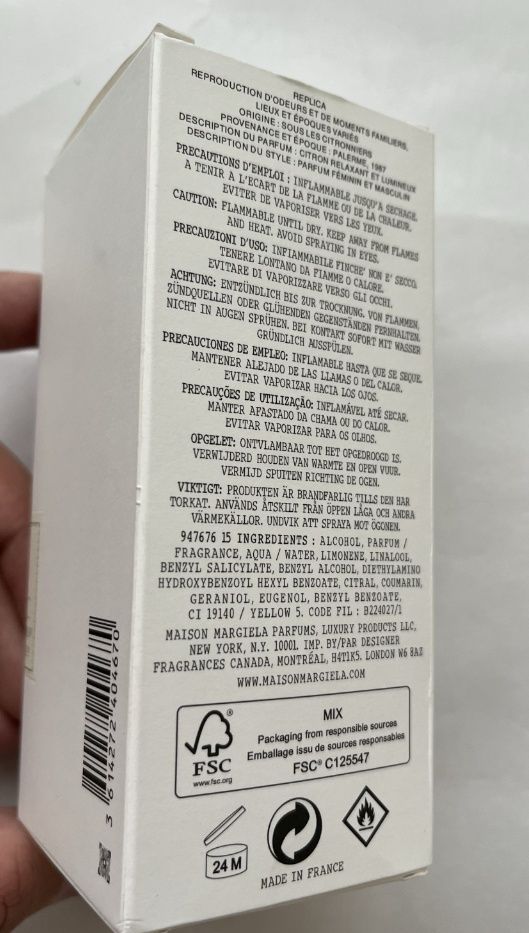 REPLICA
REPRODUCTION D'ODEURS ET DE MOMENTS FAMILIERS,
LIEUX ET ÉPOQUES VARIÉS
ORIGINE : SOUS LES CITRONNIERS
PROVENANCE ET ÉPOQUE : PALERME, 1987
DESCRIPTION DU PARFUM : CITRON RELAXANT ET LUMINEUX
DESCRIPTION DU STYLE : PARFUM FÉMININ ET MASCULIN
PRECAUTIONS D'EMPLOI : INFLAMMABLE JUSQU'A SECHAGE.
A TENIR A L'ECART DE LA FLAMME OU DE LA CHALEUR.
EVITER DE VAPORISER VERS LES YEUX.
CAUTION: FLAMMABLE UNTIL DRY. KEEP AWAY FROM FLAMES
AND HEAT. AVOID SPRAYING IN EYES.
PRECAUZIONI D'USO: INFIAMMABILE FINCHE' NON E' SECCO.
TENERE LONTANO DA FIAMME O CALORE.
EVITARE DI VAPORIZZARE VERSO GLI OCCHI.
ACHTUNG: ENTZÜNDLICH BIS ZUR TROCKNUNG. VON FLAMMEN,
ZÜNDQUELLEN ODER GLÜHENDEN GEGENSTÄNDEN FERNHALTEN.
NICHT IN AUGEN SPRÜHEN. BEI KONTAKT SOFORT MIT WASSER
GRÜNDLICH AUSSPÜLEN.
PRECAUCIONES DE EMPLEO: INFLAMABLE HASTA QUE SE SEQUE.
MANTENER ALEJADO DE LAS LLAMAS O DEL CALOR.
EVITAR VAPORIZAR HACIA LOS OJOS.
PRECAUÇÕES DE UTILIZAÇÃO: INFLAMÁVEL ATÉ SECAR.
MANTER AFASTADO DA CHAMA OU DO CALOR.
EVITAR VAPORIZAR PARA OS OLHOS.
OPGELET: ONTVLAMBAAR TOT HET OPGEDROOGD IS.
VERWIJDERD HOUDEN VAN WARMTE EN OPEN VUUR.
VERMIJD SPUITEN RICHTING DE OGEN.
VIKTIGT: PRODUKTEN ÄR BRANDFARLIG TILLS DEN HAR
TORKAT. ANVÄNDS ÅTSKILT FRÅN ÖPPEN LÅGA OCH ANDRA
VÄRMEKÄLLOR. UNDVIK ATT SPRAYA MOT ÖGONEN.
947676 15 INGREDIENTS : ALCOHOL, PARFUM /
FRAGRANCE, AQUA / WATER, LIMONENE, LINALOOL,
BENZYL SALICYLATE, BENZYL ALCOHOL, DIETHYLAMINO
HYDROXYBENZOYL HEXYL BENZOATE, CITRAL, COUMARIN,
GERANIOL, EUGENOL, BENZYL BENZOATE,
CI 19140 / YELLOW 5. CODE FIL : B224027/1
MAISON MARGIELA PARFUMS, LUXURY PRODUCTS LLC,
NEW YORK, N.Y. 10001. IMP. BY/PAR DESIGNER
FRAGRANCES CANADA, MONTRÉAL, H4T1K5. LONDON W6 8AZ
WWW.MAISONMARGIELA.COM
FSC®
www.fsc.org
MIX
Packaging from responsible sources
Emballage issu de sources responsables
FSC® C125547
24 M
MADE IN FRANCE
3 614272 404670